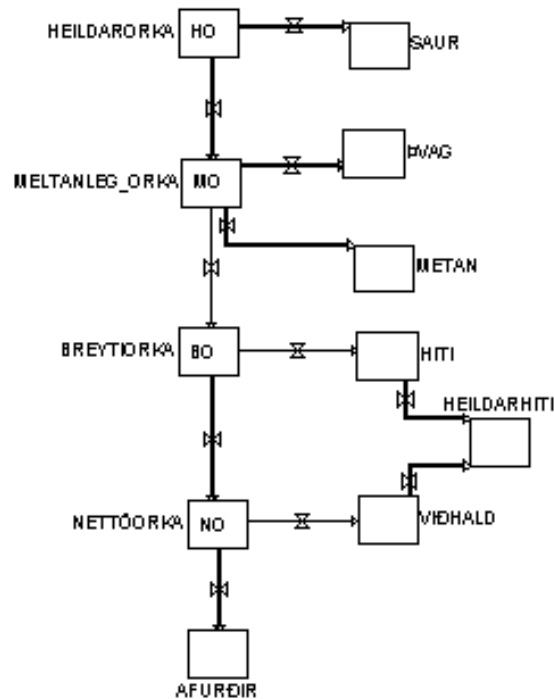 HEILDARORKA HO
SAUR
ÞVAG
MELTANLEG_ORKA MO
METAN
BREYTIORKA BO
HITI
HEILDARHITI
NETTÓORKA NO
VIÐHALD
AFURÐIR